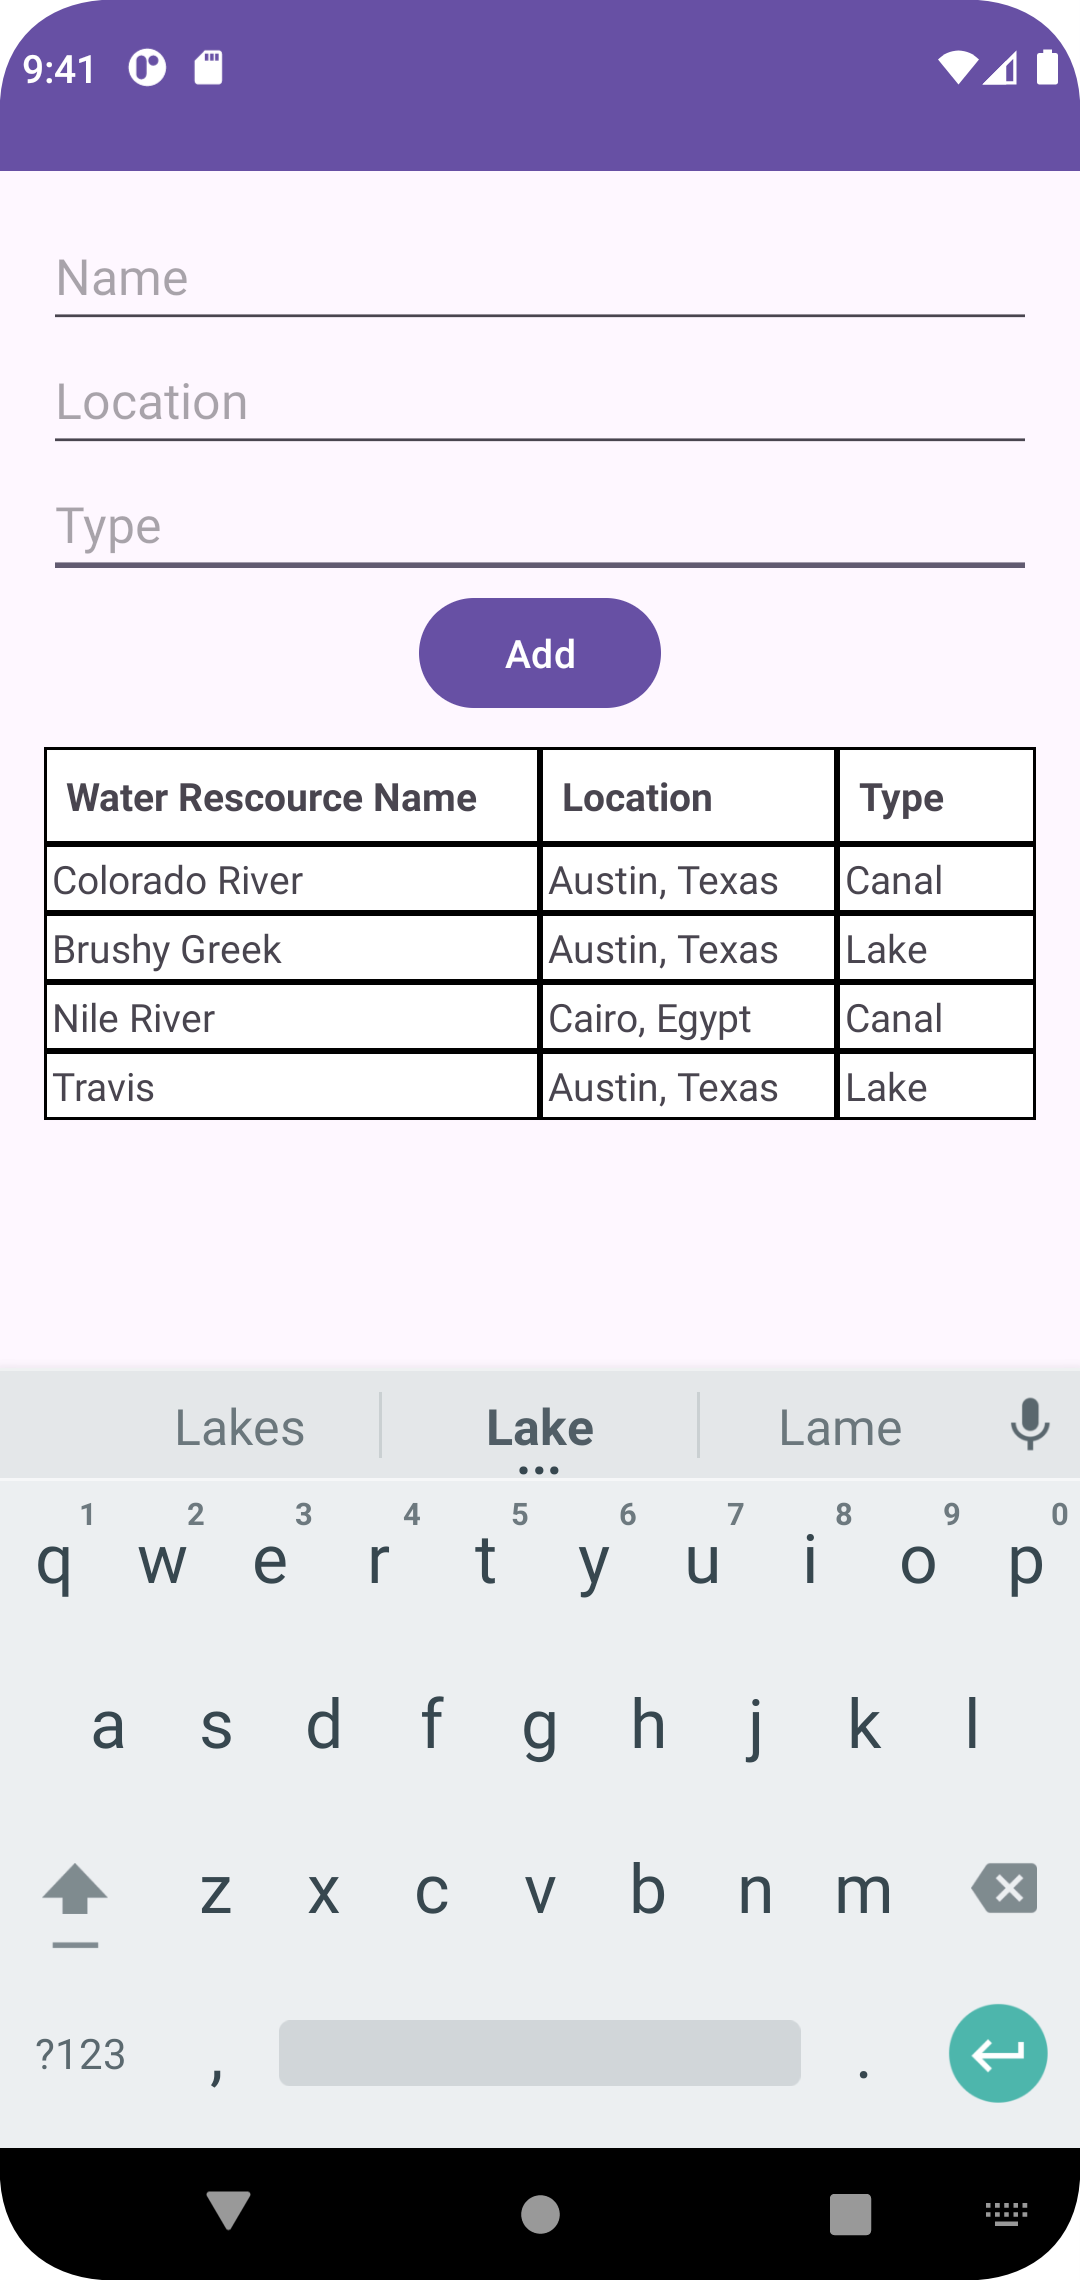 9:41
Name
Location
Type
Add
Water Rescource Name Location Type
Colorado River Austin, Texas Canal
Brushy Greek Austin, Texas Lake
Nile River Cairo, Egypt Canal
Travis Austin, Texas Lake
Lakes Lake Lame
1 2 3 4 5 6 7 8 9 0
q w e r t y u i o p
a s d f g h j k l
z x c v b n m
?123 , .